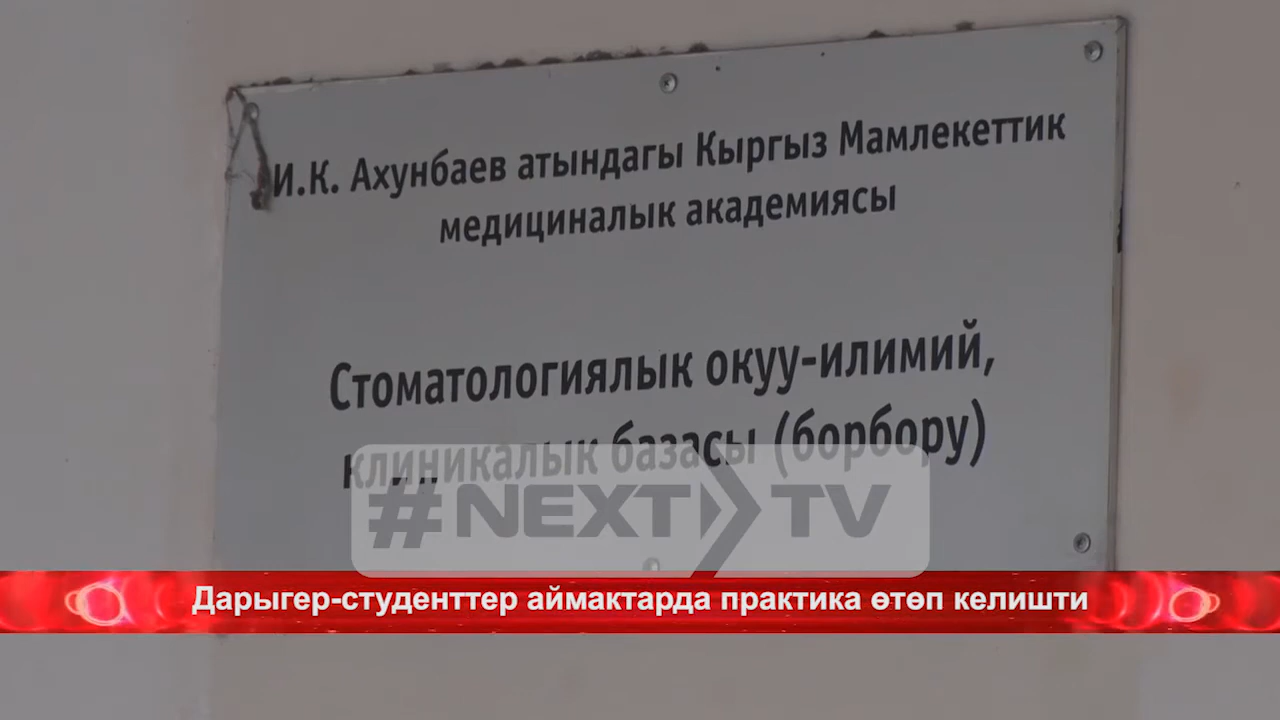 И.К. Ахунбаев атындагы Кыргыз Мамлекеттик
медициналык академиясы
Стоматологиялык окуу-илимий,
клиникалык базасы (борбору)
#NEXT TV
Дарыгер-студенттер аймактарда практика өтөп келишти